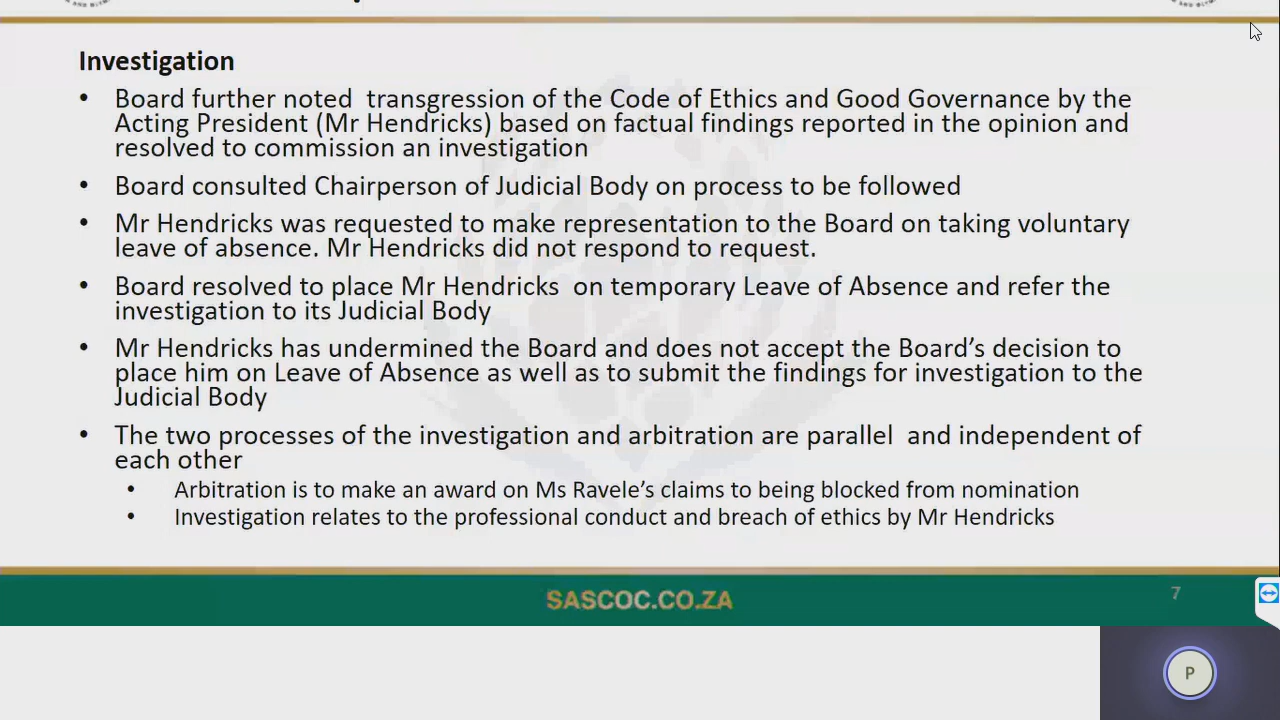 Investigation
• Board further noted transgression of the Code of Ethics and Good Governance by the
Acting President (Mr Hendricks) based on factual findings reported in the opinion and
resolved to commission an investigation
• Board consulted Chairperson of Judicial Body on process to be followed
• Mr Hendricks was requested to make representation to the Board on taking voluntary
leave of absence. Mr Hendricks did not respond to request.
• Board resolved to place Mr Hendricks on temporary Leave of Absence and refer the
investigation to its Judicial Body
• Mr Hendricks has undermined the Board and does not accept the Board’s decision to
place him on Leave of Absence as well as to submit the findings for investigation to the
Judicial Body
• The two processes of the investigation and arbitration are parallel and independent of
each other
• Arbitration is to make an award on Ms Ravele’s claims to being blocked from nomination
• Investigation relates to the professional conduct and breach of ethics by Mr Hendricks
SASCOC.CO.ZA
7
P